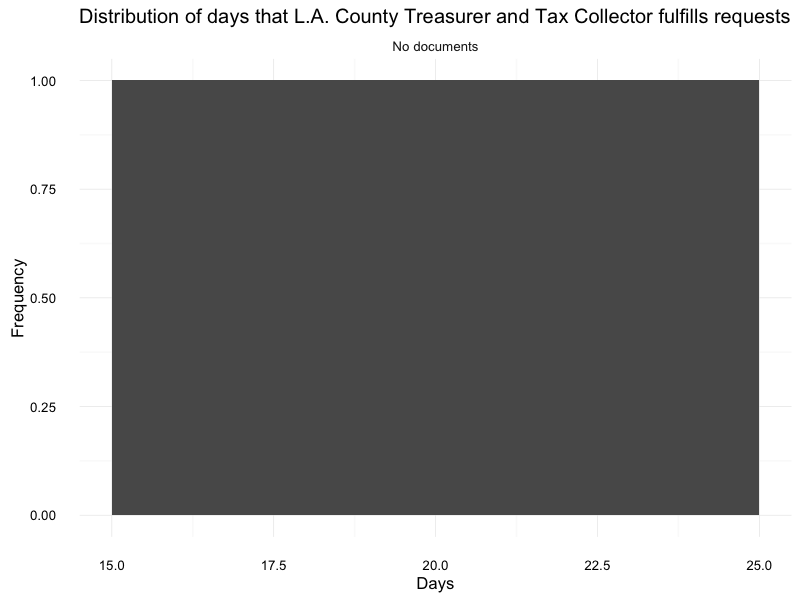 Distribution of days that L.A. County Treasurer and Tax Collector fulfills requests
No documents
1.00
0.75
0.50
0.25
0.00
Frequency
15.0 17.5 20.0 22.5 25.0
Days